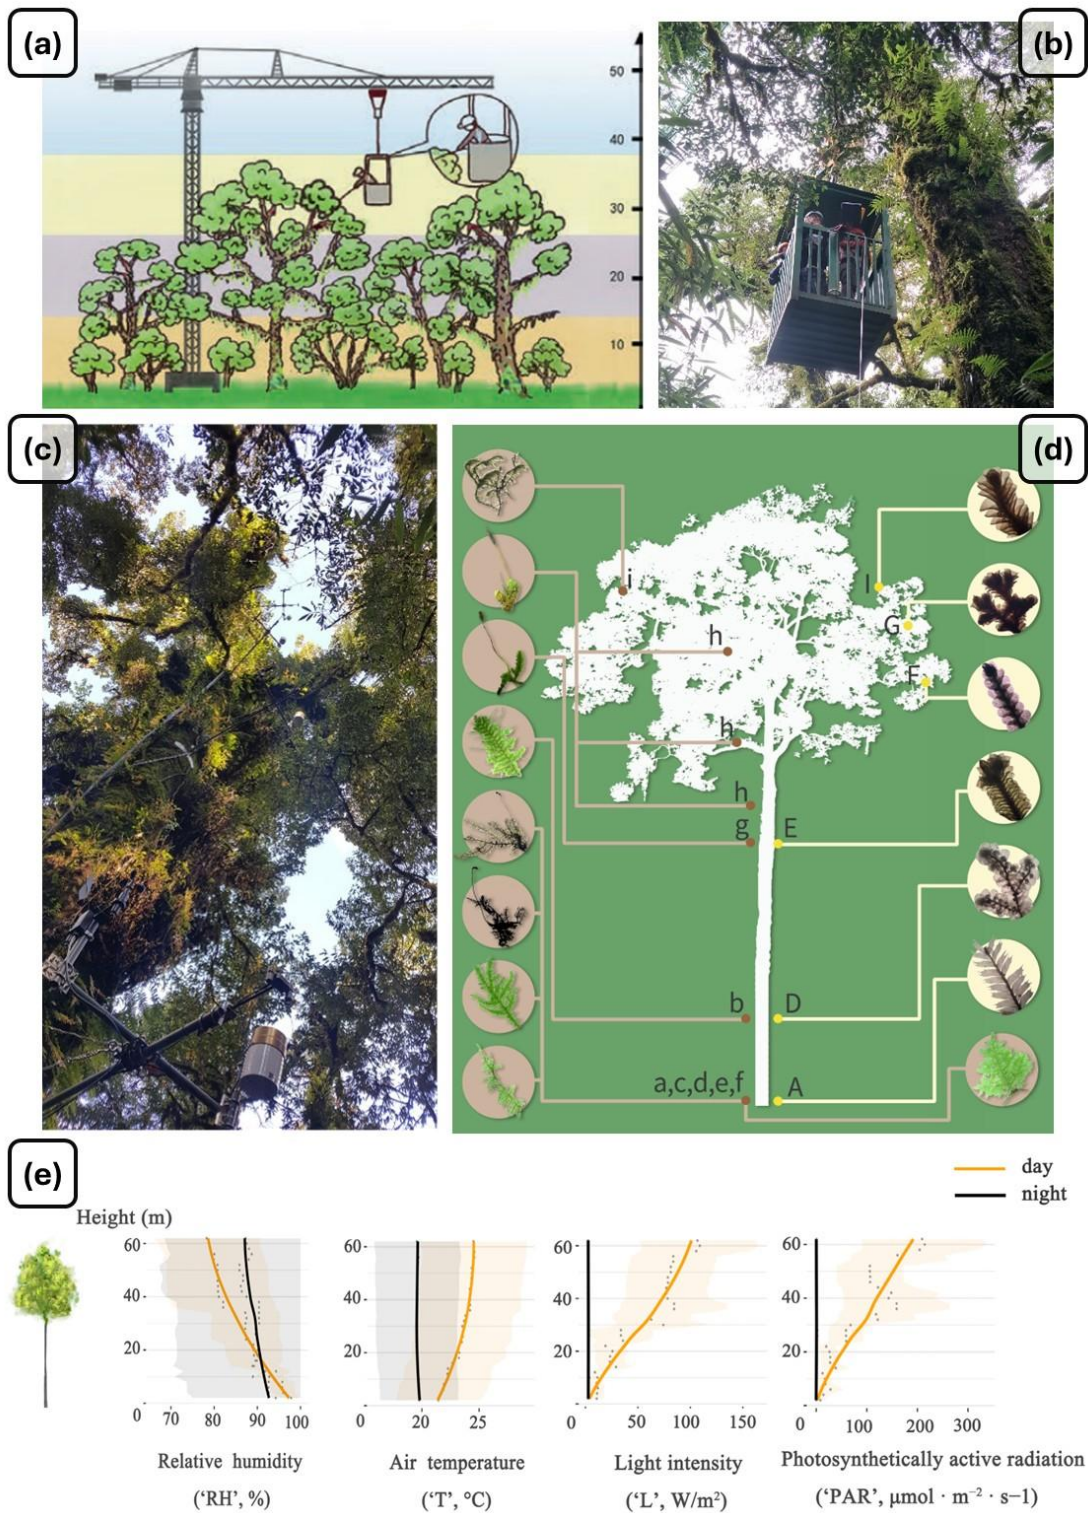 (a)
50
40
30
20
10
(b)
(c)
(d)
i
h
h
h
g
b
a,c,d,e,f
I
G
F
E
D
A
(e)
day
night
Height (m)
60
40
20
0
70
80
90
100
Relative humidity
(‘RH’, %)
60
40
20
0
20
25
Air temperature
(‘T’, °C)
60
40
20
0
50
100
150
Light intensity
(‘L’, W/m²)
60
40
20
0
100
200
300
Photosynthetically active radiation
(‘PAR’, μmol · m⁻² · s−1)